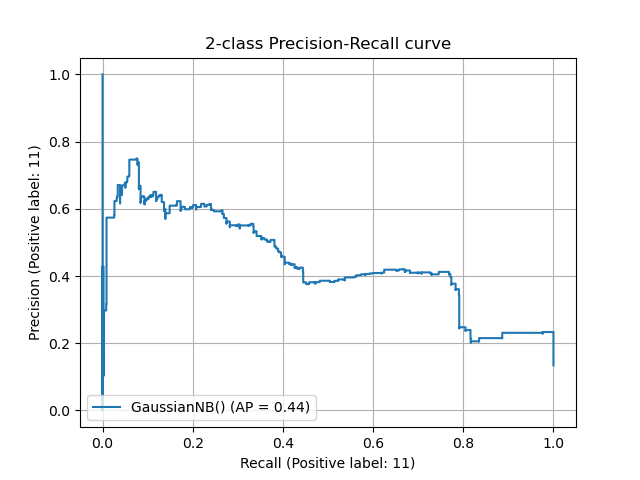 2-class Precision-Recall curve
Precision (Positive label: 11)
1.0
0.8
0.6
0.4
0.2
0.0
GaussianNB() (AP = 0.44)
0.0 0.2 0.4 0.6 0.8 1.0
Recall (Positive label: 11)